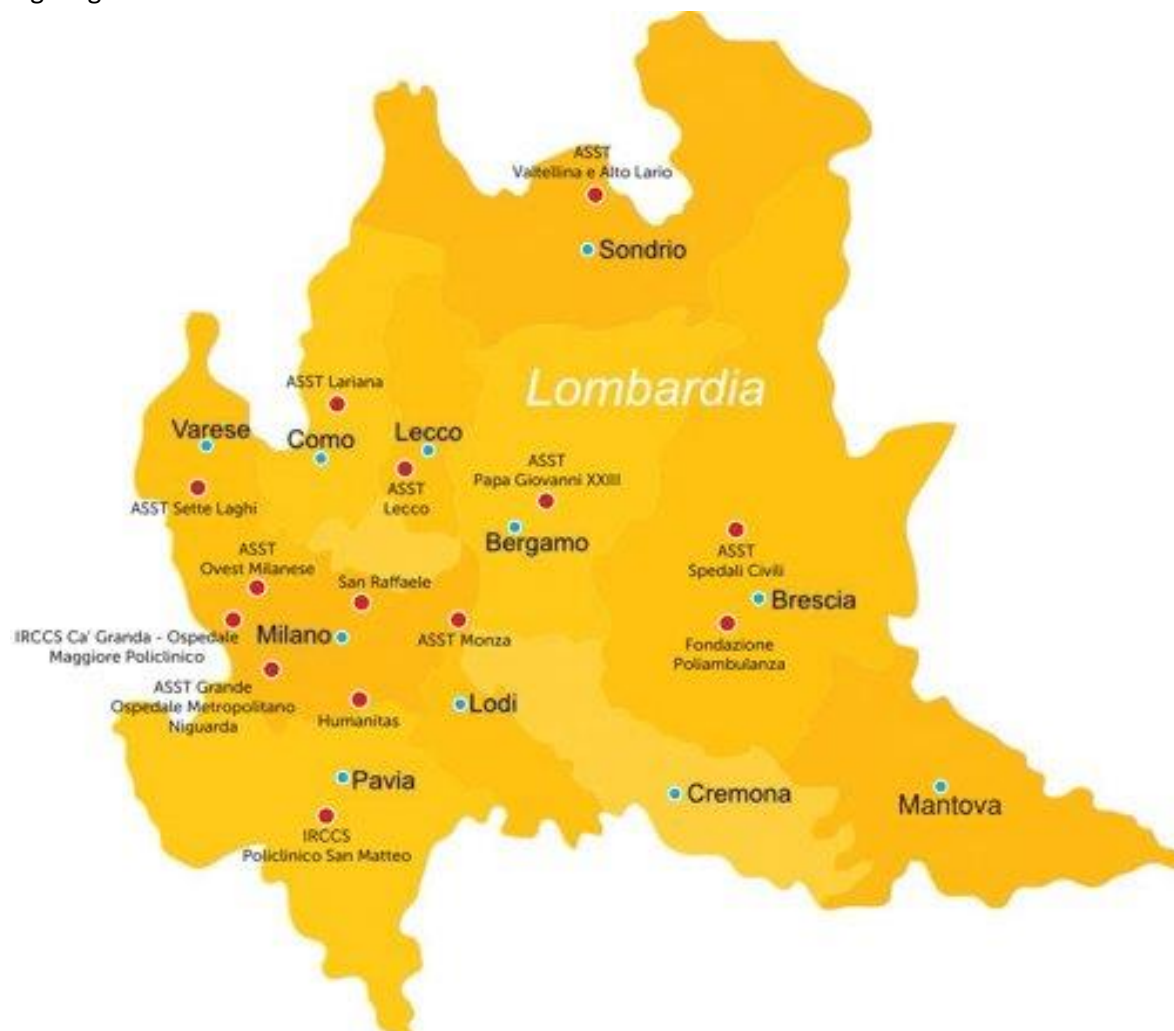 ASST
Valtellina e Alto Lario
Sondrio
Lombardia
ASST Lariana
Varese
Como
Lecco
ASST
Lecco
ASST
Papa Giovanni XXIII
ASST Sette Laghi
Bergamo
ASST
Spedali Civili
ASST
Ovest Milanese
San Raffaele
Brescia
IRCCS Ca' Granda - Ospedale
Maggiore Policlinico
Milano
ASST Monza
Fondazione
Poliambulanza
ASST Grande
Ospedale Metropolitano
Niguarda
Humanitas
Lodi
Pavia
Cremona
Mantova
IRCCS
Policlinico San Matteo